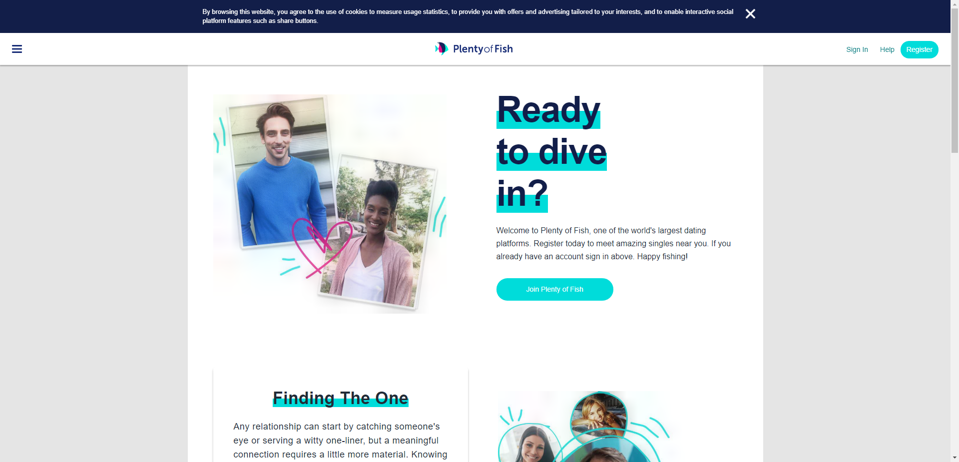 By browsing this website, you agree to the use of cookies to measure usage statistics, to provide you with offers and advertising tailored to your interests, and to enable interactive social
platform features such as share buttons.
PlentyofFish
Sign In
Help
Register
Ready
to dive
in?
Welcome to Plenty of Fish, one of the world's largest dating
platforms. Register today to meet amazing singles near you. If you
already have an account sign in above. Happy fishing!
Join Plenty of Fish
Finding The One
Any relationship can start by catching someone's
eye or serving a witty one-liner, but a meaningful
connection requires a little more material. Knowing